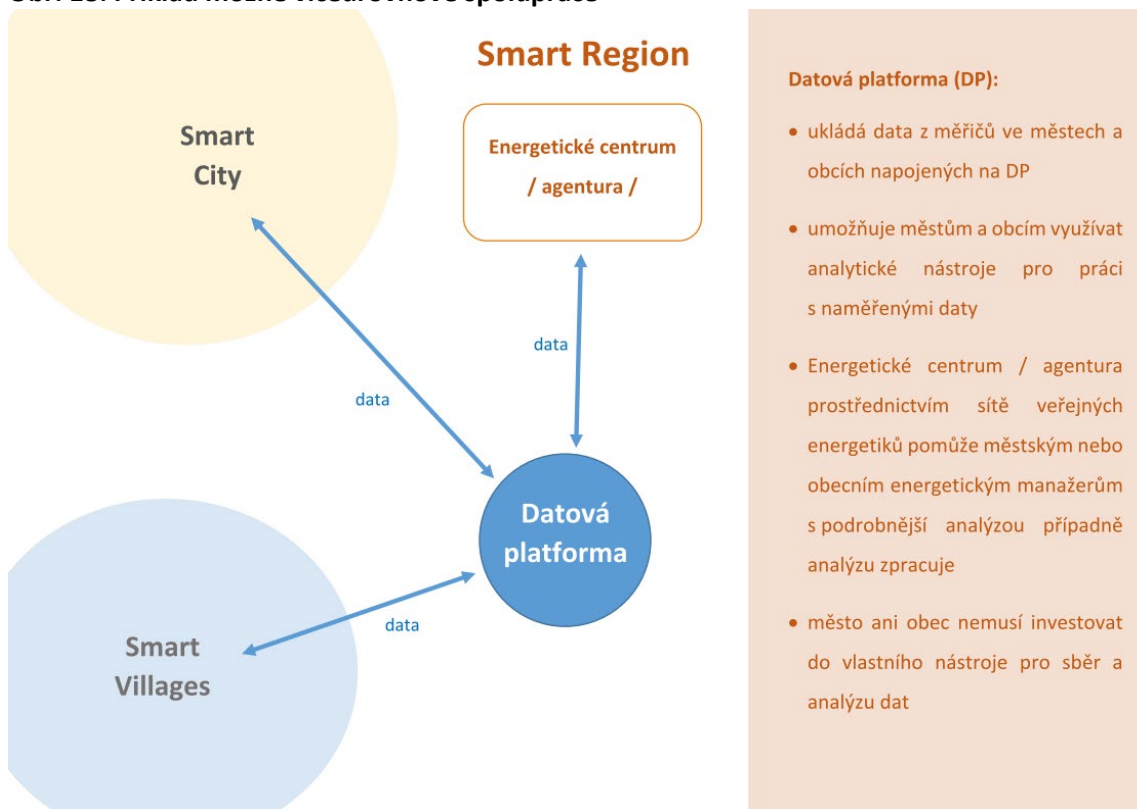 Smart Region
Smart
City
Energetické centrum
/ agentura /
data
data
Datová
platforma
data
Smart
Villages
Datová platforma (DP):
• ukládá data z měřičů ve městech a
obcích napojených na DP
• umožňuje městům a obcím využívat
analytické nástroje pro práci
s naměřenými daty
• Energetické centrum / agentura
prostřednictvím sítě veřejných
energetiků pomůže městským nebo
obecním energetickým manažerům
s podrobnější analýzou případně
analýzu zpracuje
• město ani obec nemusí investovat
do vlastního nástroje pro sběr a
analýzu dat